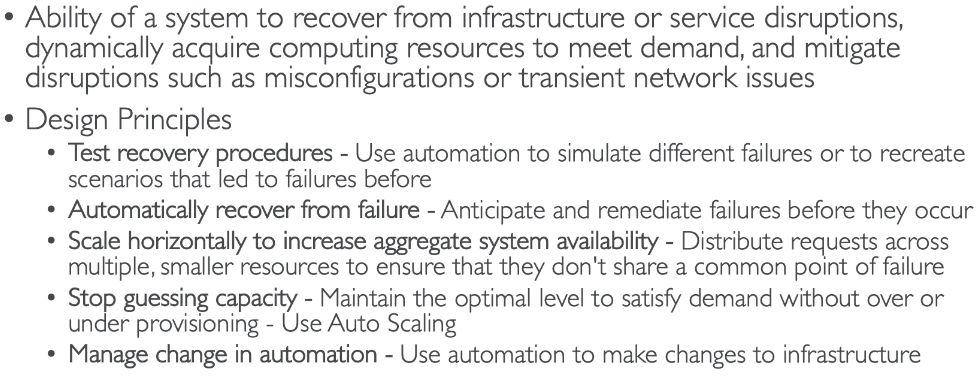 • Ability of a system to recover from infrastructure or service disruptions,
dynamically acquire computing resources to meet demand, and mitigate
disruptions such as misconfigurations or transient network issues
• Design Principles
• Test recovery procedures - Use automation to simulate different failures or to recreate
scenarios that led to failures before
• Automatically recover from failure - Anticipate and remediate failures before they occur
• Scale horizontally to increase aggregate system availability - Distribute requests across
multiple, smaller resources to ensure that they don't share a common point of failure
• Stop guessing capacity - Maintain the optimal level to satisfy demand without over or
under provisioning - Use Auto Scaling
• Manage change in automation - Use automation to make changes to infrastructure